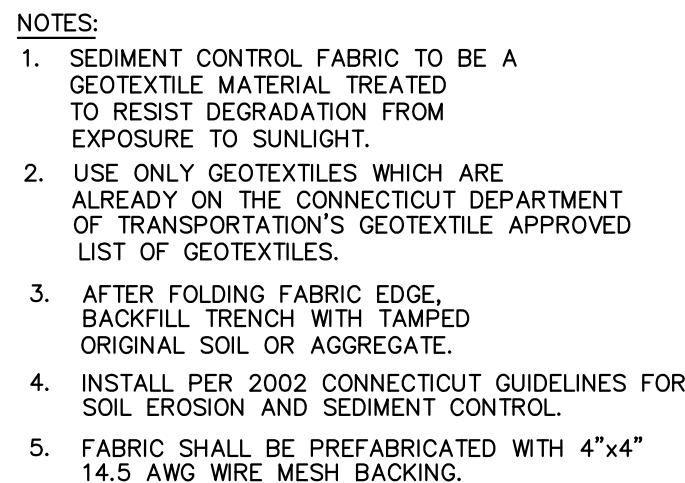 NOTES:
1. SEDIMENT CONTROL FABRIC TO BE A
GEOTEXTILE MATERIAL TREATED
TO RESIST DEGRADATION FROM
EXPOSURE TO SUNLIGHT.
2. USE ONLY GEOTEXTILES WHICH ARE
ALREADY ON THE CONNECTICUT DEPARTMENT
OF TRANSPORTATION'S GEOTEXTILE APPROVED
LIST OF GEOTEXTILES.
3. AFTER FOLDING FABRIC EDGE,
BACKFILL TRENCH WITH TAMPED
ORIGINAL SOIL OR AGGREGATE.
4. INSTALL PER 2002 CONNECTICUT GUIDELINES FOR
SOIL EROSION AND SEDIMENT CONTROL.
5. FABRIC SHALL BE PREFABRICATED WITH 4"x4"
14.5 AWG WIRE MESH BACKING.